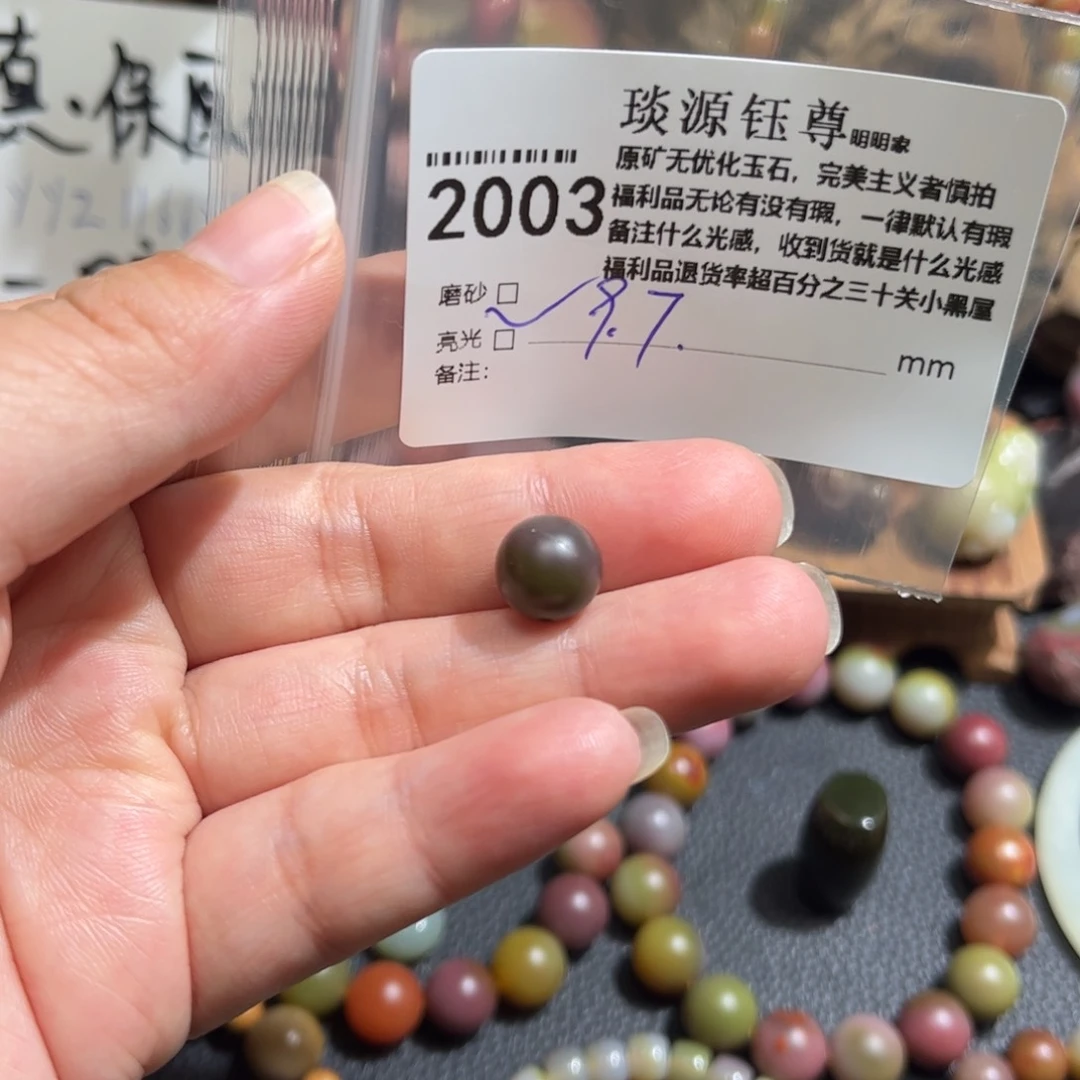 琰源钰尊明明家
原矿无优化玉石，完美主义者慎拍
2003
福利品无论有没有瑕，一律默认有瑕
备注什么光感，收到货就是什么光感
福利品退货率超百分之三十关小黑屋
磨砂 □
亮光 □ 9.7. mm
备注：
保